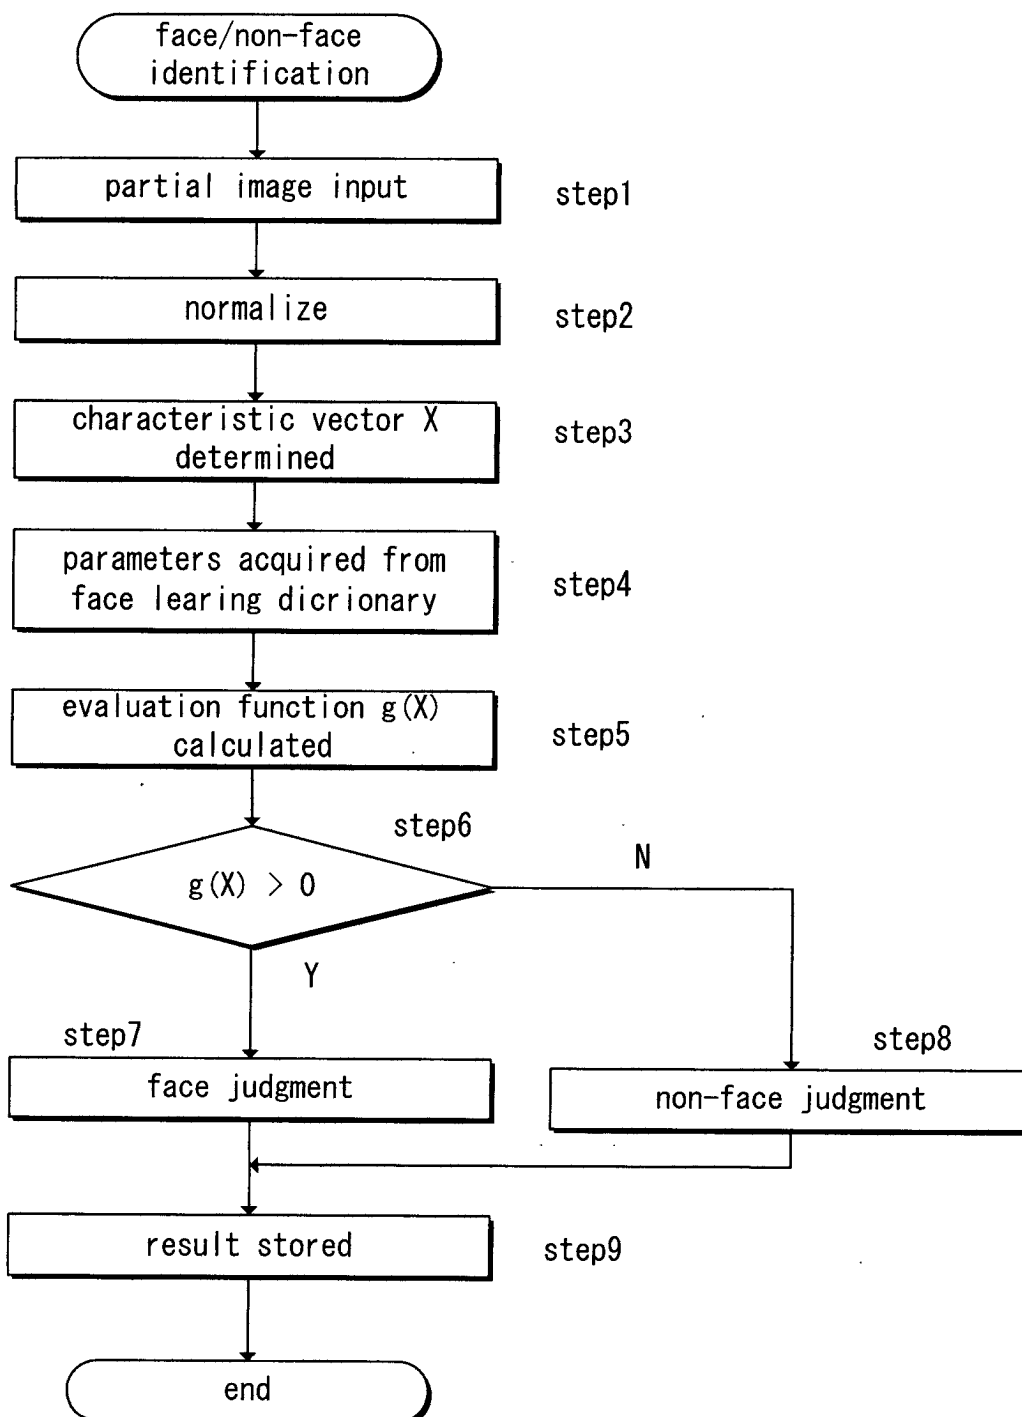 face/non-face
identification
partial image input
step1
normalize
step2
characteristic vector X
determined
step3
parameters acquired from
face learing dicrionary
step4
evaluation function g(X)
calculated
step5
step6
g(X) > 0
N
Y
step7
face judgment
step8
non-face judgment
result stored
step9
end